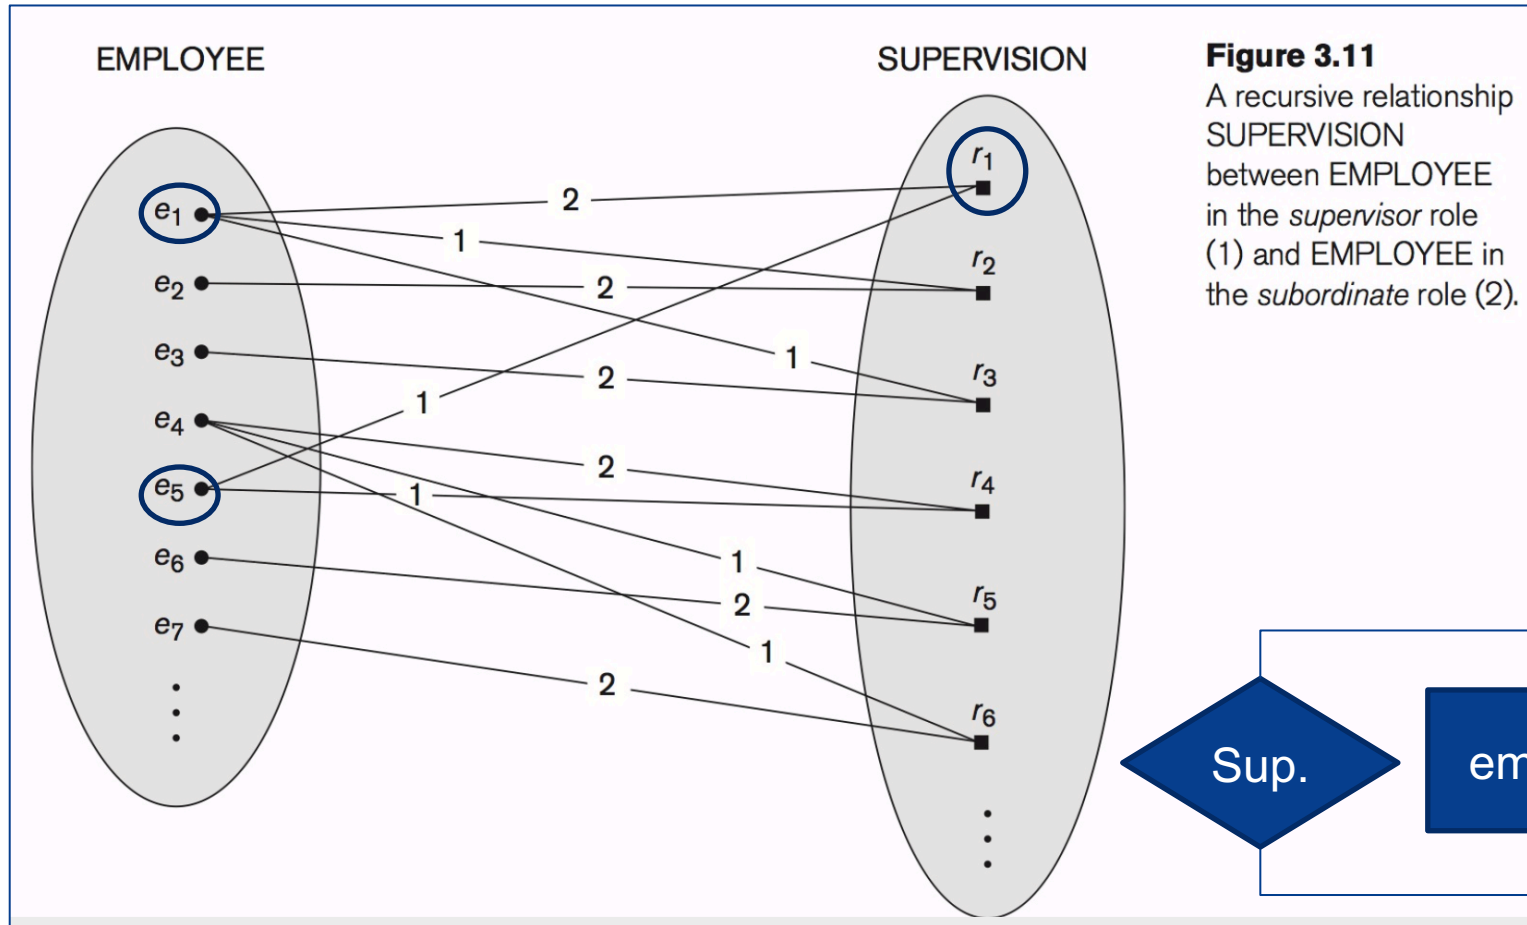 EMPLOYEE
SUPERVISION
Figure 3.11
A recursive relationship
SUPERVISION
between EMPLOYEE
in the supervisor role
(1) and EMPLOYEE in
the subordinate role (2).
e1
e2
e3
e4
e5
e6
e7
2
1
2
1
2
1
2
1
1
2
1
2
r1
r2
r3
r4
r5
r6
Sup.
em